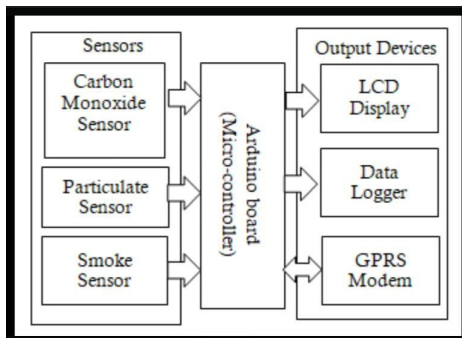 Sensors
Carbon
Monoxide
Sensor
Particulate
Sensor
Smoke
Sensor
Arduino board
(Micro-controller)
Output Devices
LCD
Display
Data
Logger
GPRS
Modem